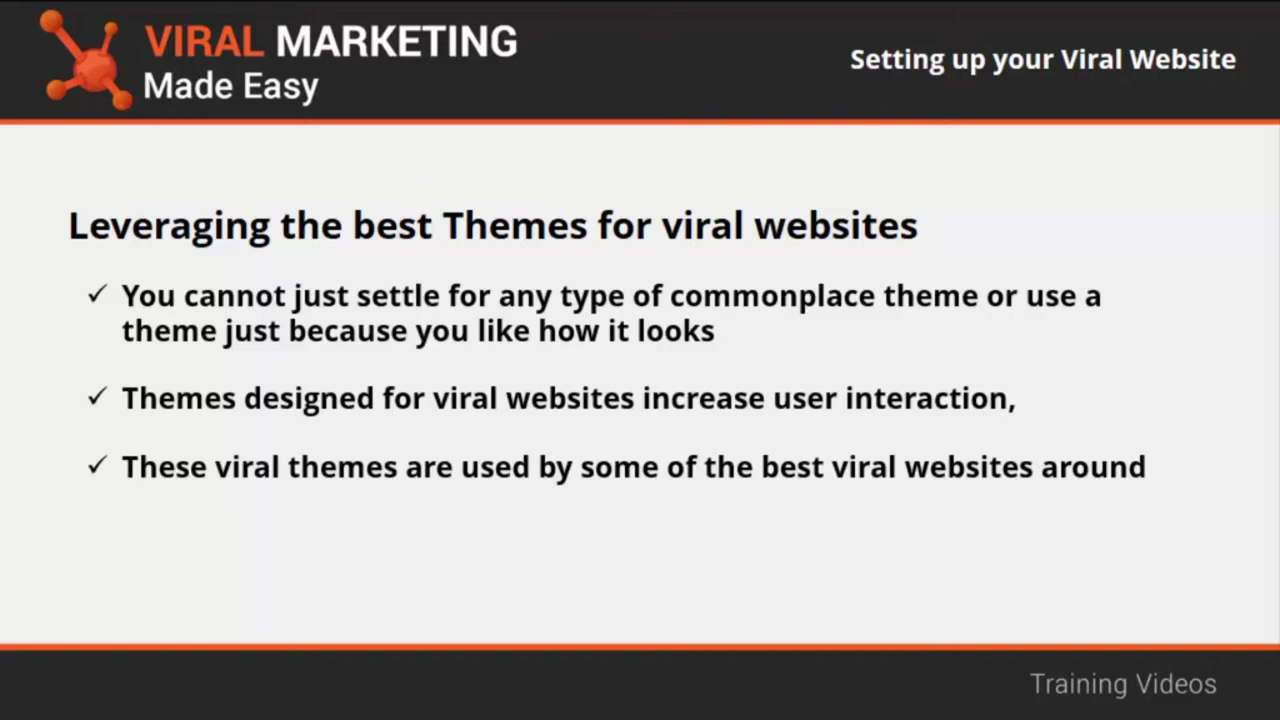 VIRAL MARKETING
Made Easy
Setting up your Viral Website
Leveraging the best Themes for viral websites
✓ You cannot just settle for any type of commonplace theme or use a
theme just because you like how it looks
✓ Themes designed for viral websites increase user interaction,
✓ These viral themes are used by some of the best viral websites around
Training Videos